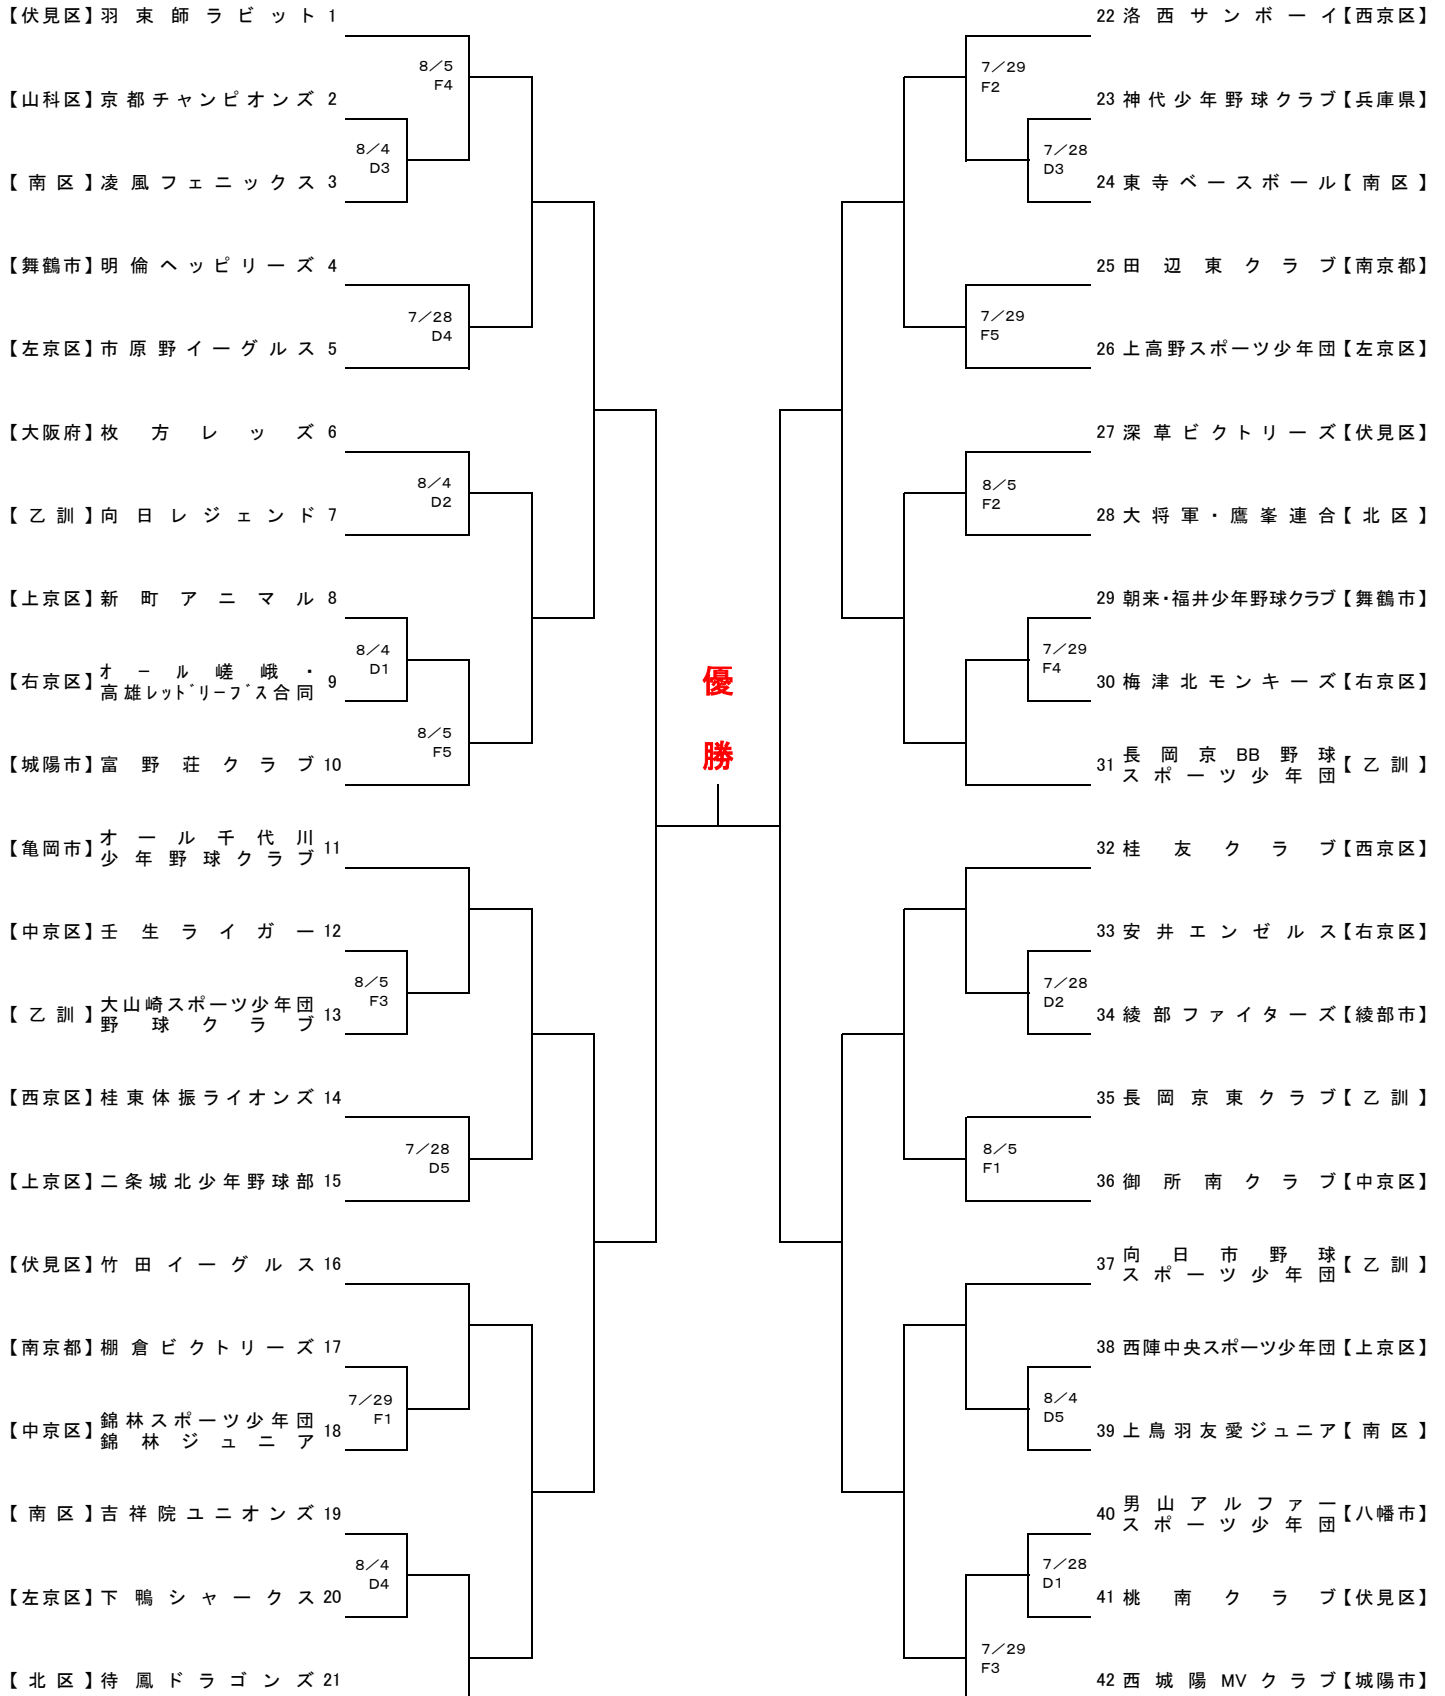 【伏見区】羽束師ラビット 1
8/5
F4
【山科区】京都チャンピオンズ 2
8/4
D3
【南区】凌風フェニックス 3
【舞鶴市】明倫ヘッピリーズ 4
7/28
D4
【左京区】市原野イーグルス 5
【大阪府】枚方レッズ 6
8/4
D2
【乙訓】向日レジェンド 7
【上京区】新町アニマル 8
8/4
D1
【右京区】オール嵯峨・
高雄レッドリーブス合同 9
8/5
F5
【城陽市】富野荘クラブ 10
【亀岡市】オール千代川
少年野球クラブ 11
【中京区】壬生ライガー 12
8/5
F3
【乙訓】大山崎スポーツ少年団
野球クラブ 13
【西京区】桂東体振ライオンズ 14
7/28
D5
【上京区】二条城北少年野球部 15
【伏見区】竹田イーグルス 16
【南京都】棚倉ビクトリーズ 17
7/29
F1
【中京区】錦林スポーツ少年団
錦林ジュニア 18
【南区】吉祥院ユニオンズ 19
8/4
D4
【左京区】下鴨シャークス 20
【北区】待鳳ドラゴンズ 21
優
勝
22 洛西サンボーイ【西京区】
7/29
F2
23 神代少年野球クラブ【兵庫県】
7/28
D3
24 東寺ベースボール【南区】
25 田辺東クラブ【南京都】
7/29
F5
26 上高野スポーツ少年団【左京区】
27 深草ビクトリーズ【伏見区】
8/5
F2
28 大将軍・鷹峯連合【北区】
29 朝来・福井少年野球クラブ【舞鶴市】
7/29
F4
30 梅津北モンキーズ【右京区】
31 長岡京BB野球
スポーツ少年団【乙訓】
32 桂友クラブ【西京区】
33 安井エンゼルス【右京区】
7/28
D2
34 綾部ファイターズ【綾部市】
35 長岡京東クラブ【乙訓】
8/5
F1
36 御所南クラブ【中京区】
37 向日市野球
スポーツ少年団【乙訓】
38 西陣中央スポーツ少年団【上京区】
8/4
D5
39 上鳥羽友愛ジュニア【南区】
40 男山アルファー
スポーツ少年団【八幡市】
7/28
D1
41 桃南クラブ【伏見区】
7/29
F3
42 西城陽MVクラブ【城陽市】